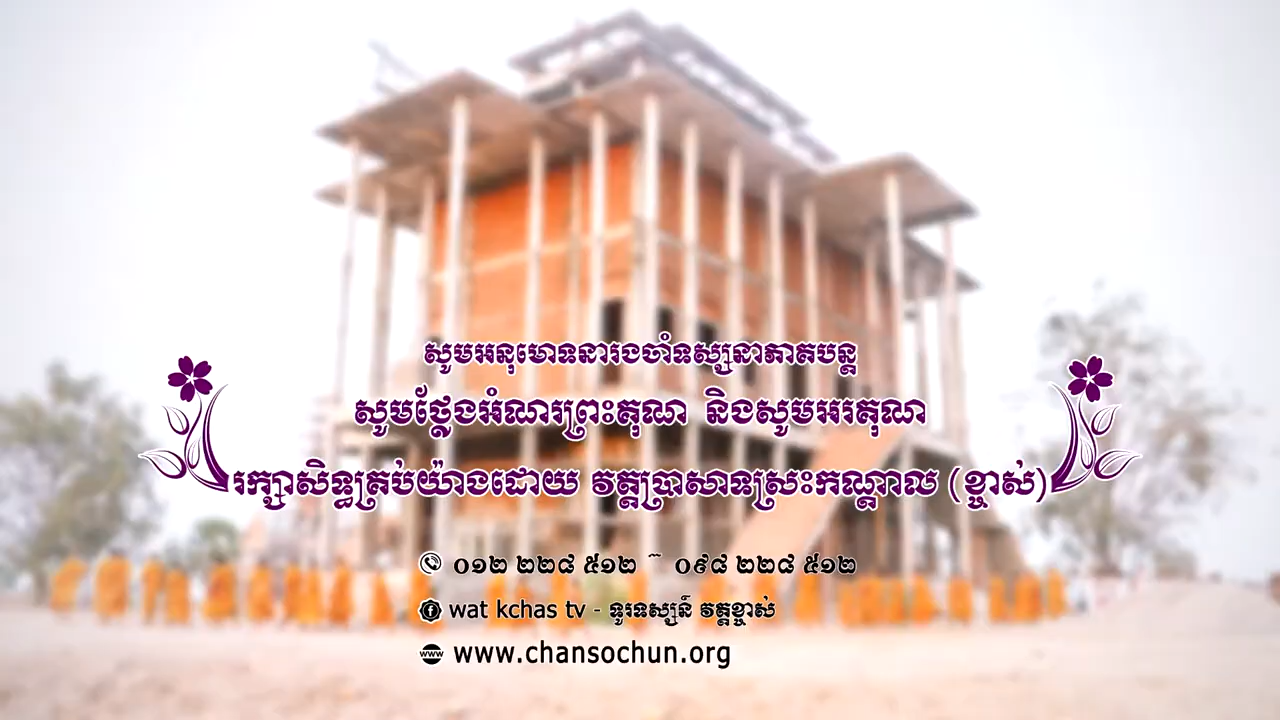 សូមអនុមោទនារងចាំទស្សនាភាគបន្ត
សូមថ្លែងអំណរព្រះគុណ និងសូមអរគុណ
រក្សាសិទ្ធគ្រប់យ៉ាងដោយ វត្តប្រាសាទស្រះកណ្តាល (ខ្ចាស់)
០១២ ២២៨ ៥១២ ~ ០៩៨ ២២៨ ៥១២
wat kchas tv - ទូរទស្សន៍ វត្តខ្ចាស់
www.chansochun.org